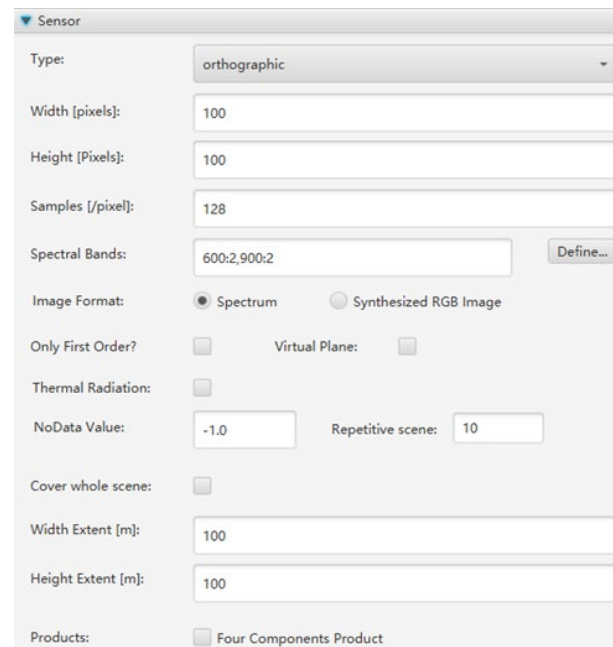 Sensor
Type: orthographic
Width [pixels]: 100
Height [Pixels]: 100
Samples [/pixel]: 128
Spectral Bands: 600:2,900:2 Define...
Image Format: Spectrum Synthesized RGB Image
Only First Order? Virtual Plane:
Thermal Radiation:
NoData Value: -1.0 Repetitive scene: 10
Cover whole scene:
Width Extent [m]: 100
Height Extent [m]: 100
Products: Four Components Product